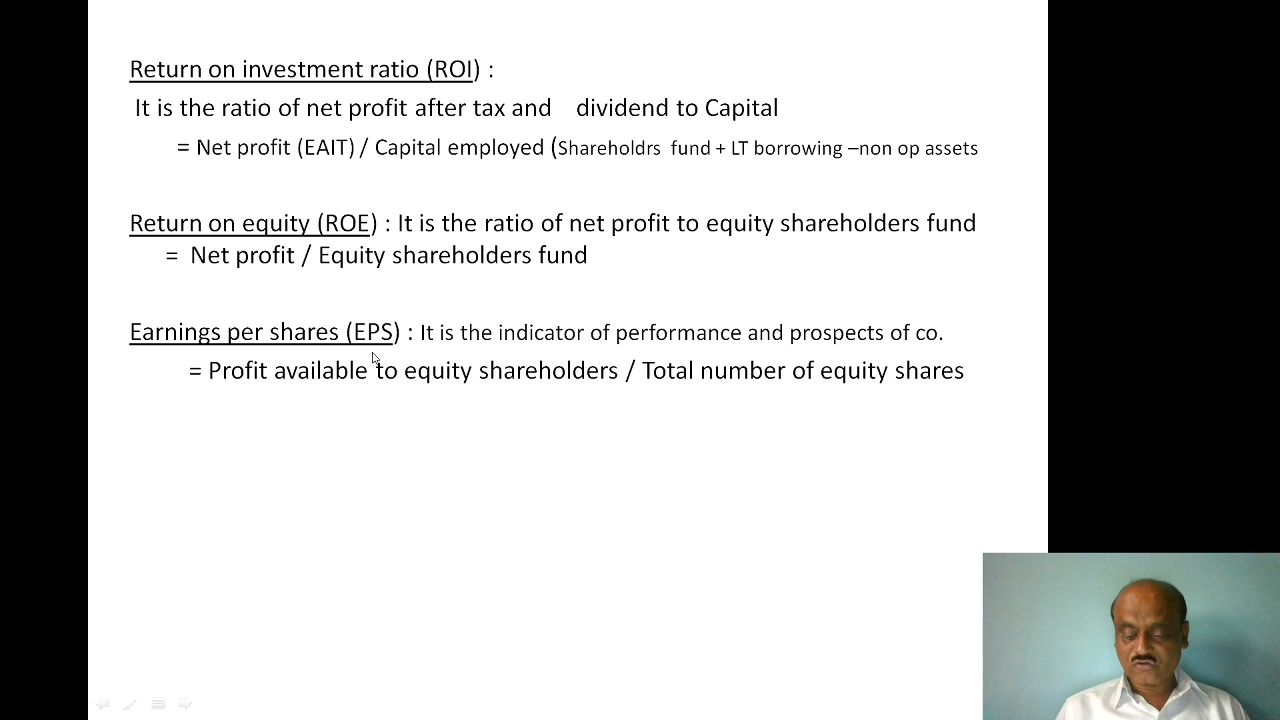 Return on investment ratio (ROI) :
It is the ratio of net profit after tax and dividend to Capital
= Net profit (EAIT) / Capital employed (Shareholdrs fund + LT borrowing –non op assets
Return on equity (ROE) : It is the ratio of net profit to equity shareholders fund
= Net profit / Equity shareholders fund
Earnings per shares (EPS) : It is the indicator of performance and prospects of co.
= Profit available to equity shareholders / Total number of equity shares